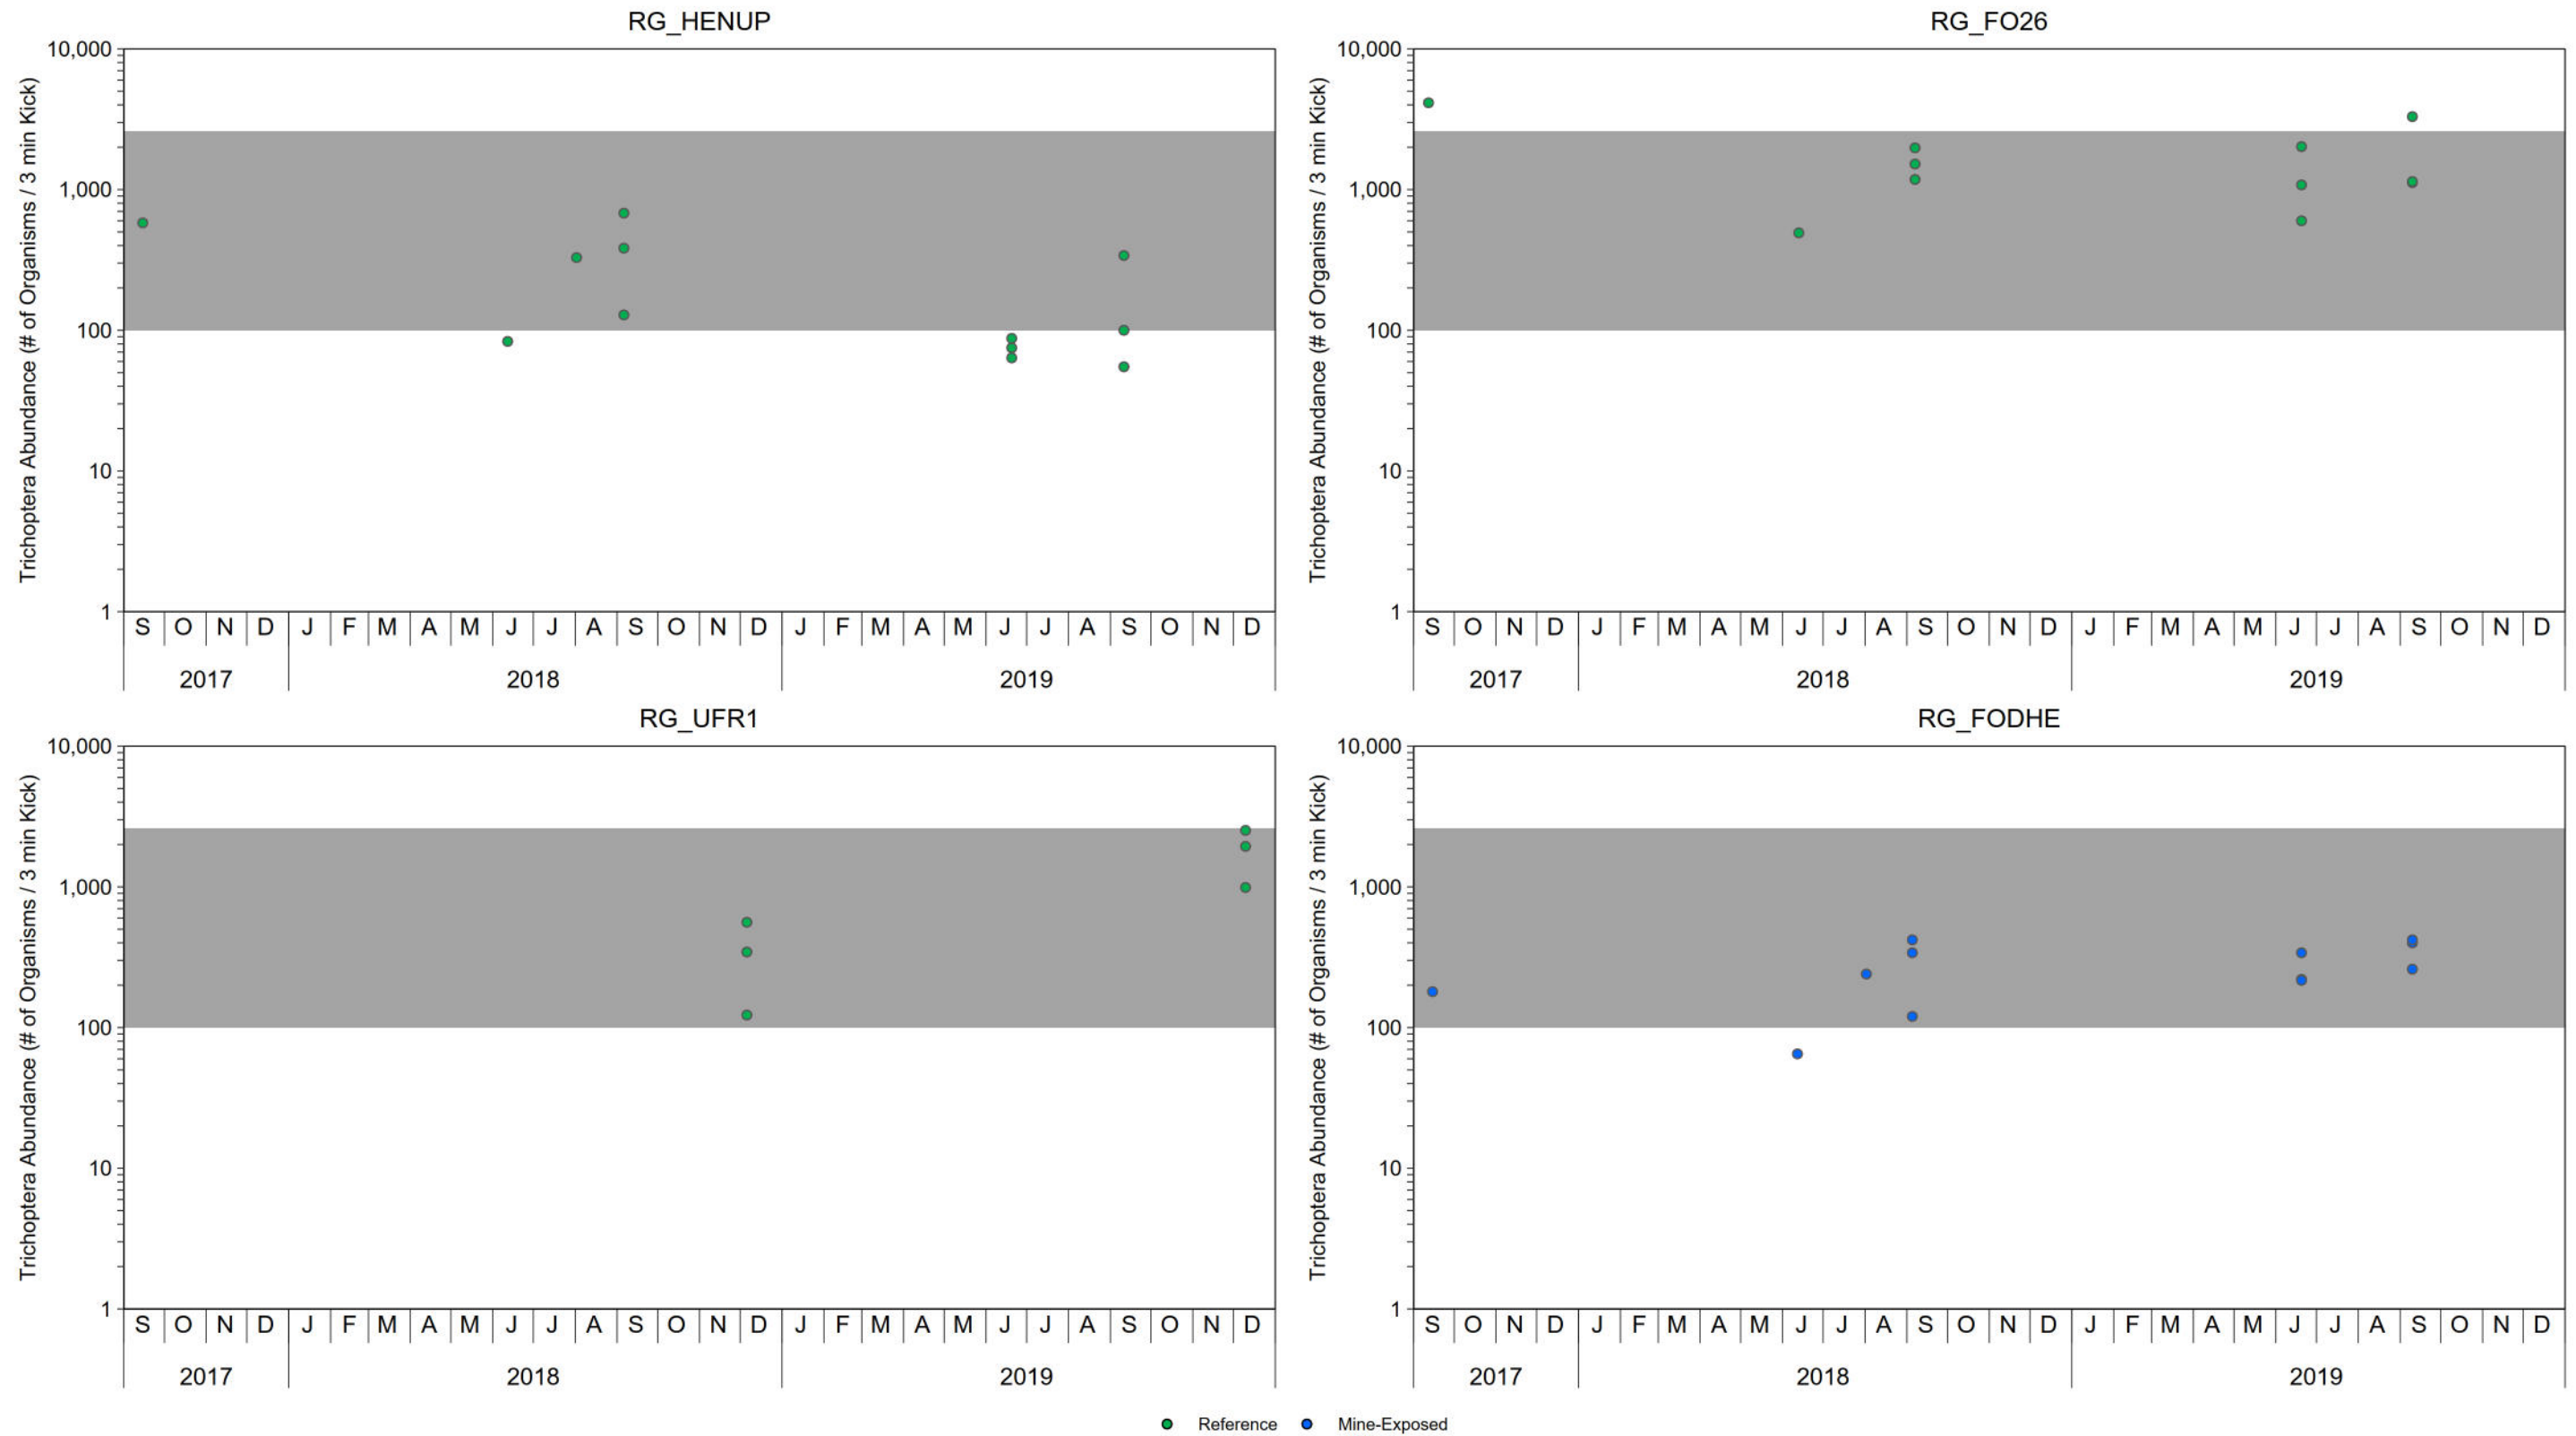 RG_HENUP
Trichoptera Abundance (# of Organisms / 3 min Kick)
10,000
1,000
100
10
1
S O N D J F M A M J J A S O N D J F M A M J J A S O N D
2017 2018 2019
RG_FO26
Trichoptera Abundance (# of Organisms / 3 min Kick)
10,000
1,000
100
10
1
S O N D J F M A M J J A S O N D J F M A M J J A S O N D
2017 2018 2019
RG_UFR1
Trichoptera Abundance (# of Organisms / 3 min Kick)
10,000
1,000
100
10
1
S O N D J F M A M J J A S O N D J F M A M J J A S O N D
2017 2018 2019
RG_FODHE
Trichoptera Abundance (# of Organisms / 3 min Kick)
10,000
1,000
100
10
1
S O N D J F M A M J J A S O N D J F M A M J J A S O N D
2017 2018 2019
Reference Mine-Exposed